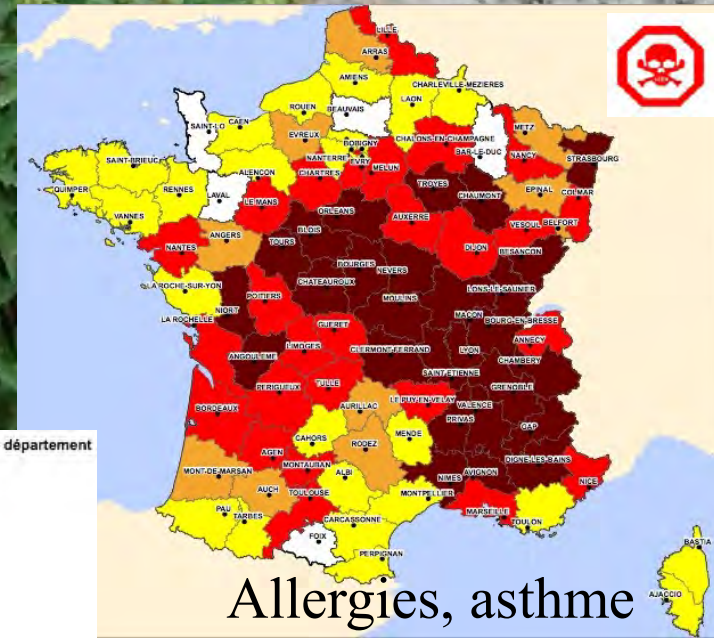 LILLE
ARRAS
AMIENS
CHARLEVILLE-MEZIERES
ROUEN
BEAUVAIS
LAON
SAINT-LO
CAEN
EVREUX
BOBIGNY
CHALONS-EN-CHAMPAGNE
METZ
NANTERRE
EVRY
BAR-LE-DUC
NANCY
STRASBOURG
SAINT-BRIEUC
ALENCON
CHARTRES
MELUN
QUIMPER
RENNES
LAVAL
TROYES
CHAUMONT
EPINAL
COLMAR
VANNES
LE MANS
ORLEANS
AUXERRE
VESOUL
BELFORT
NANTES
ANGERS
BLOIS
TOURS
DIJON
BESANCON
BOURGES
NEVERS
LA ROCHE-SUR-YON
POITIERS
CHATEAUROUX
LONS-LE-SAUNIER
NIORT
MOULINS
LA ROCHELLE
MACON
BOURG-EN-BRESSE
GUERET
ANNECY
ANGOULEME
LIMOGES
CLERMONT-FERRAND
LYON
CHAMBERY
SAINT-ETIENNE
PERIGUEUX
TULLE
GRENOBLE
BORDEAUX
AURILLAC
LE PUY-EN-VELAY
VALENCE
PRIVAS
CAHORS
RODEZ
MENDE
GAP
département
AGEN
MONT-DE-MARSAN
MONTAUBAN
ALBI
NIMES
AVIGNON
DIGNE-LES-BAINS
NICE
AUCH
TOULOUSE
MONTPELLIER
MARSEILLE
PAU
TARBES
CARCASSONNE
TOULON
FOIX
PERPIGNAN
BASTIA
AJACCIO
Allergies, asthme